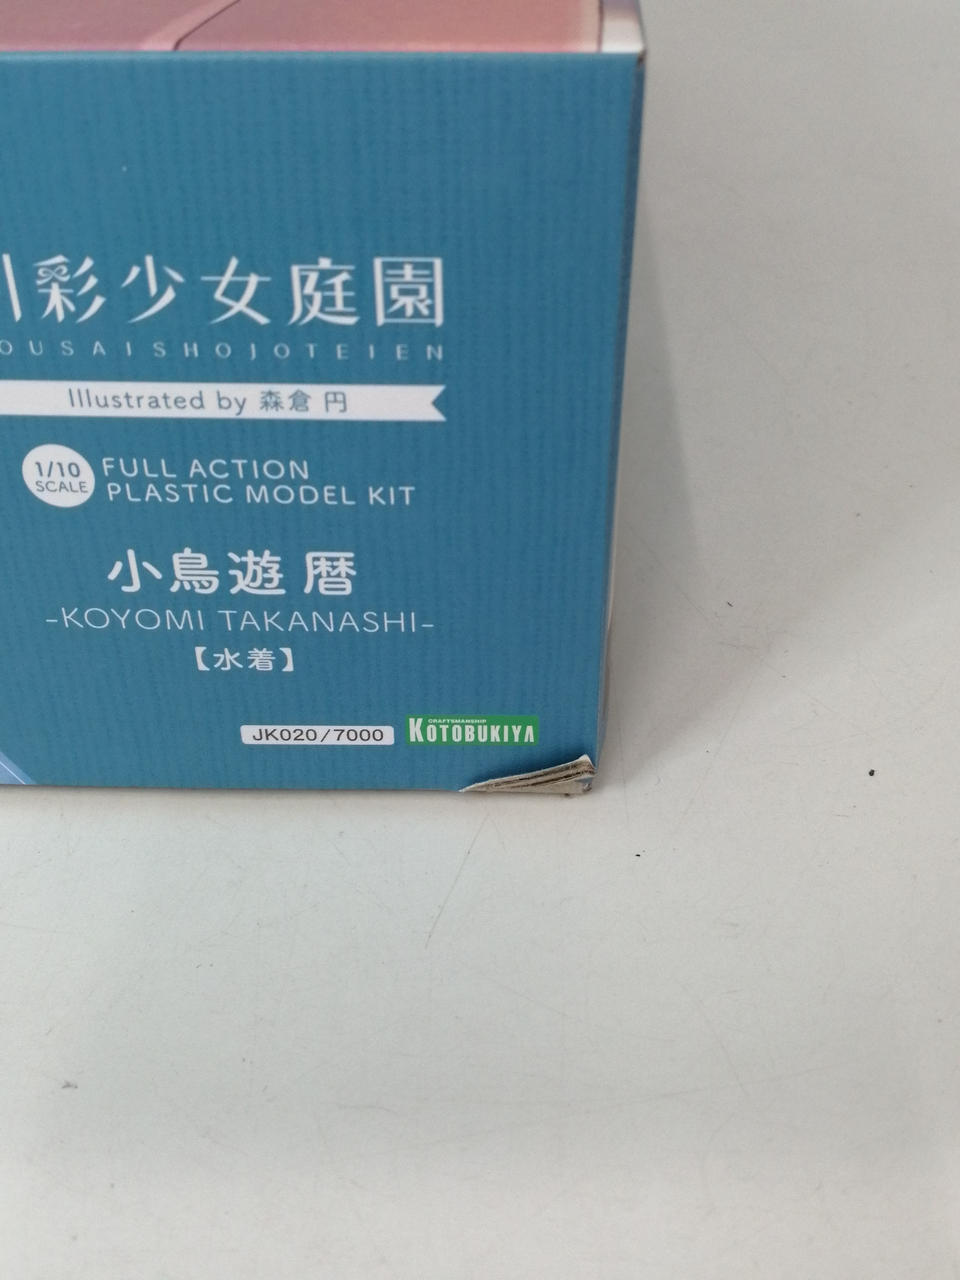 彩少女庭園
OUSAISHOJOTEIEN
Illustrated by 森倉 円
1/10
SCALE
FULL ACTION
PLASTIC MODEL KIT
小鳥遊 暦
-KOYOMI TAKANASHI-
【水着】
JK020/7000
CRAFTSMANSHIP
KOTOBUKIYA